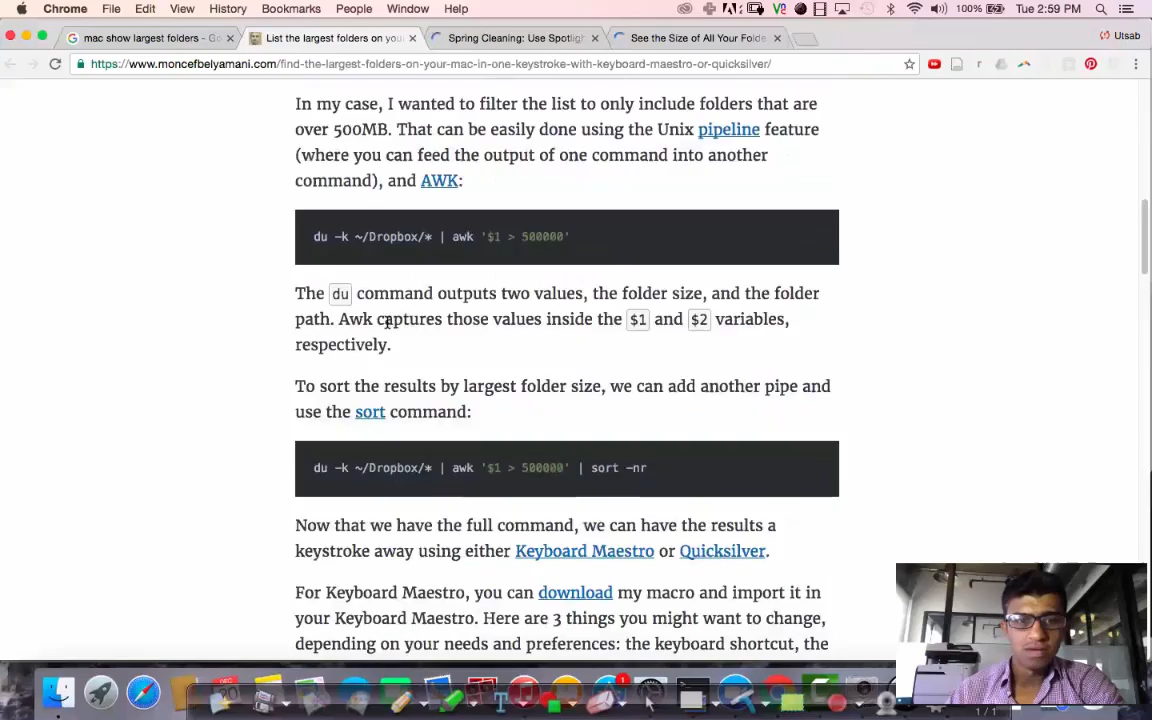 Chrome File Edit View History Bookmarks People Window Help 100% Tue 2:59 PM
mac show largest folders - Go List the largest folders on you Spring Cleaning: Use Spotligh See the Size of All Your Folde Utsab
https://www.moncefbelyamani.com/find-the-largest-folders-on-your-mac-in-one-keystroke-with-keyboard-maestro-or-quicksilver/
In my case, I wanted to filter the list to only include folders that are
over 500MB. That can be easily done using the Unix pipeline feature
(where you can feed the output of one command into another
command), and AWK:
du -k ~/Dropbox/* | awk '$1 > 500000'
The du command outputs two values, the folder size, and the folder
path. Awk captures those values inside the $1 and $2 variables,
respectively.
To sort the results by largest folder size, we can add another pipe and
use the sort command:
du -k ~/Dropbox/* | awk '$1 > 500000' | sort -nr
Now that we have the full command, we can have the results a
keystroke away using either Keyboard Maestro or Quicksilver.
For Keyboard Maestro, you can download my macro and import it in
your Keyboard Maestro. Here are 3 things you might want to change,
depending on your needs and preferences: the keyboard shortcut, the
1 / 1